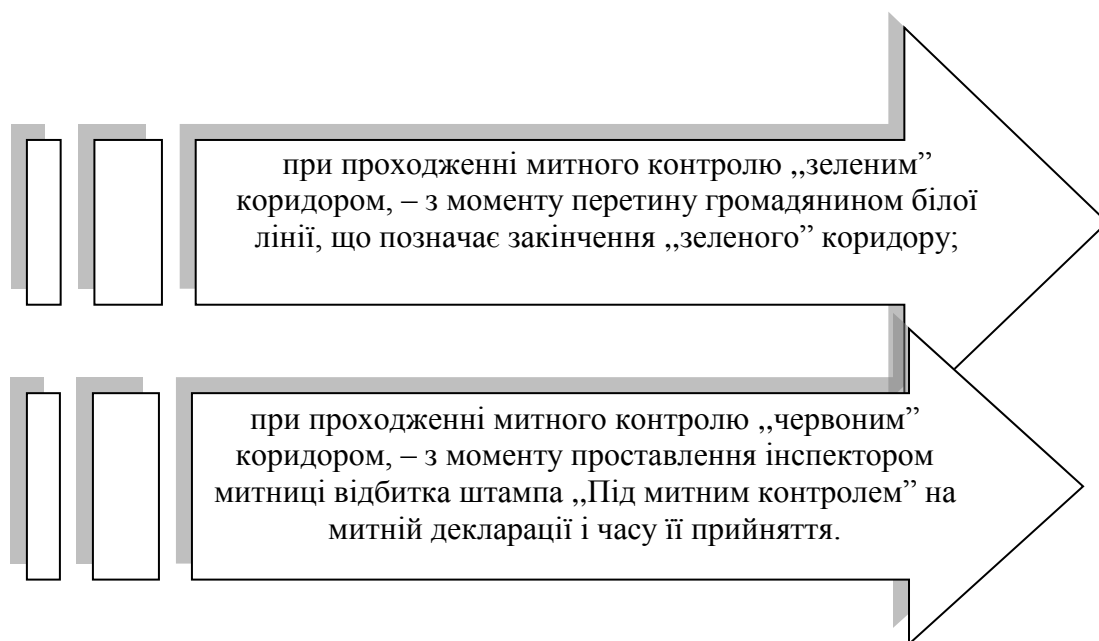 при проходженні митного контролю „зеленим”
коридором, – з моменту перетину громадянином білої
лінії, що позначає закінчення „зеленого” коридору;
при проходженні митного контролю „червоним”
коридором, – з моменту проставлення інспектором
митниці відбитка штампа „Під митним контролем” на
митній декларації і часу її прийняття.